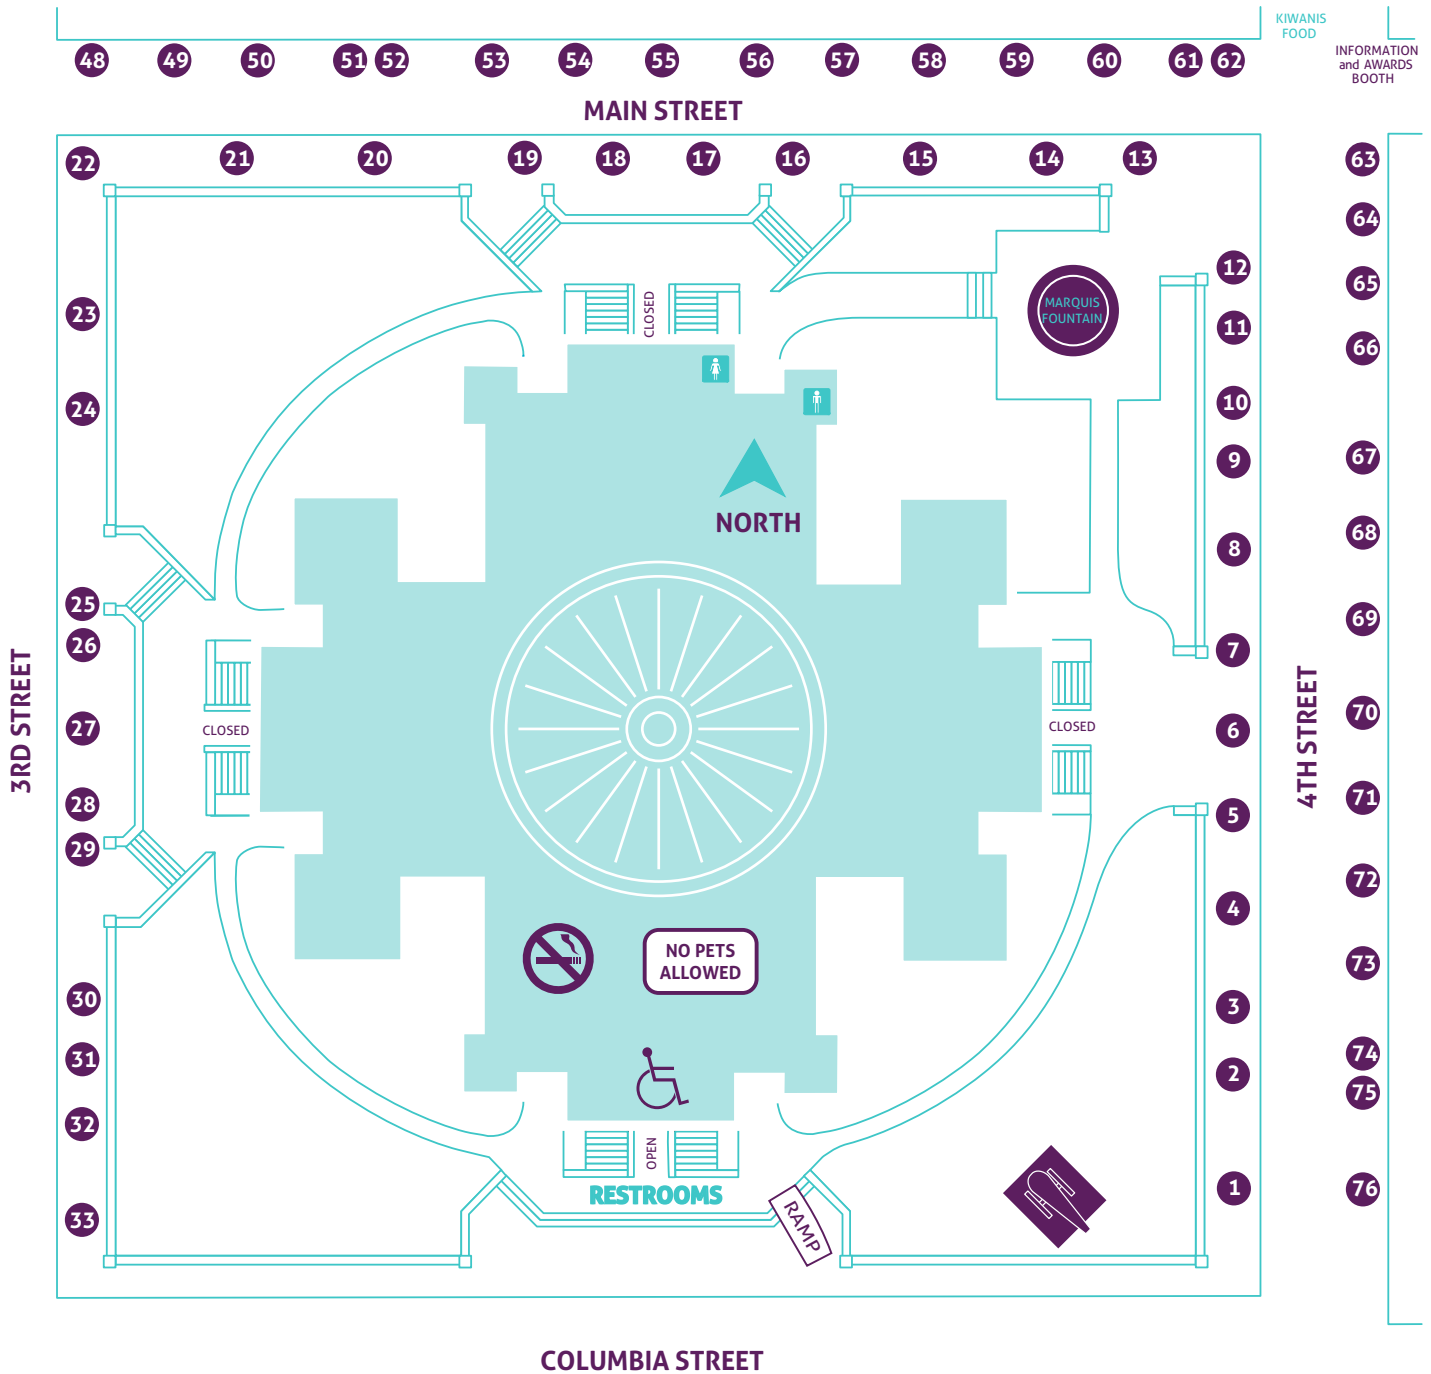 KIWANIS
FOOD
INFORMATION
and AWARDS
BOOTH
48 49 50 51 52 53 54 55 56 57 58 59 60 61 62
MAIN STREET
22 21 20 19 18 17 16 15 14 13 63
64
12 65
MARQUIS
FOUNTAIN
23 CLOSED 11
66
24 10
9 67
NORTH
8 68
25 69
26 7
3RD STREET
4TH STREET
27 CLOSED CLOSED 6 70
28 5 71
29 72
4
NO PETS
ALLOWED
73
30 3
31 2 74
75
32
OPEN
RESTROOMS
1 76
33 RAMP
COLUMBIA STREET